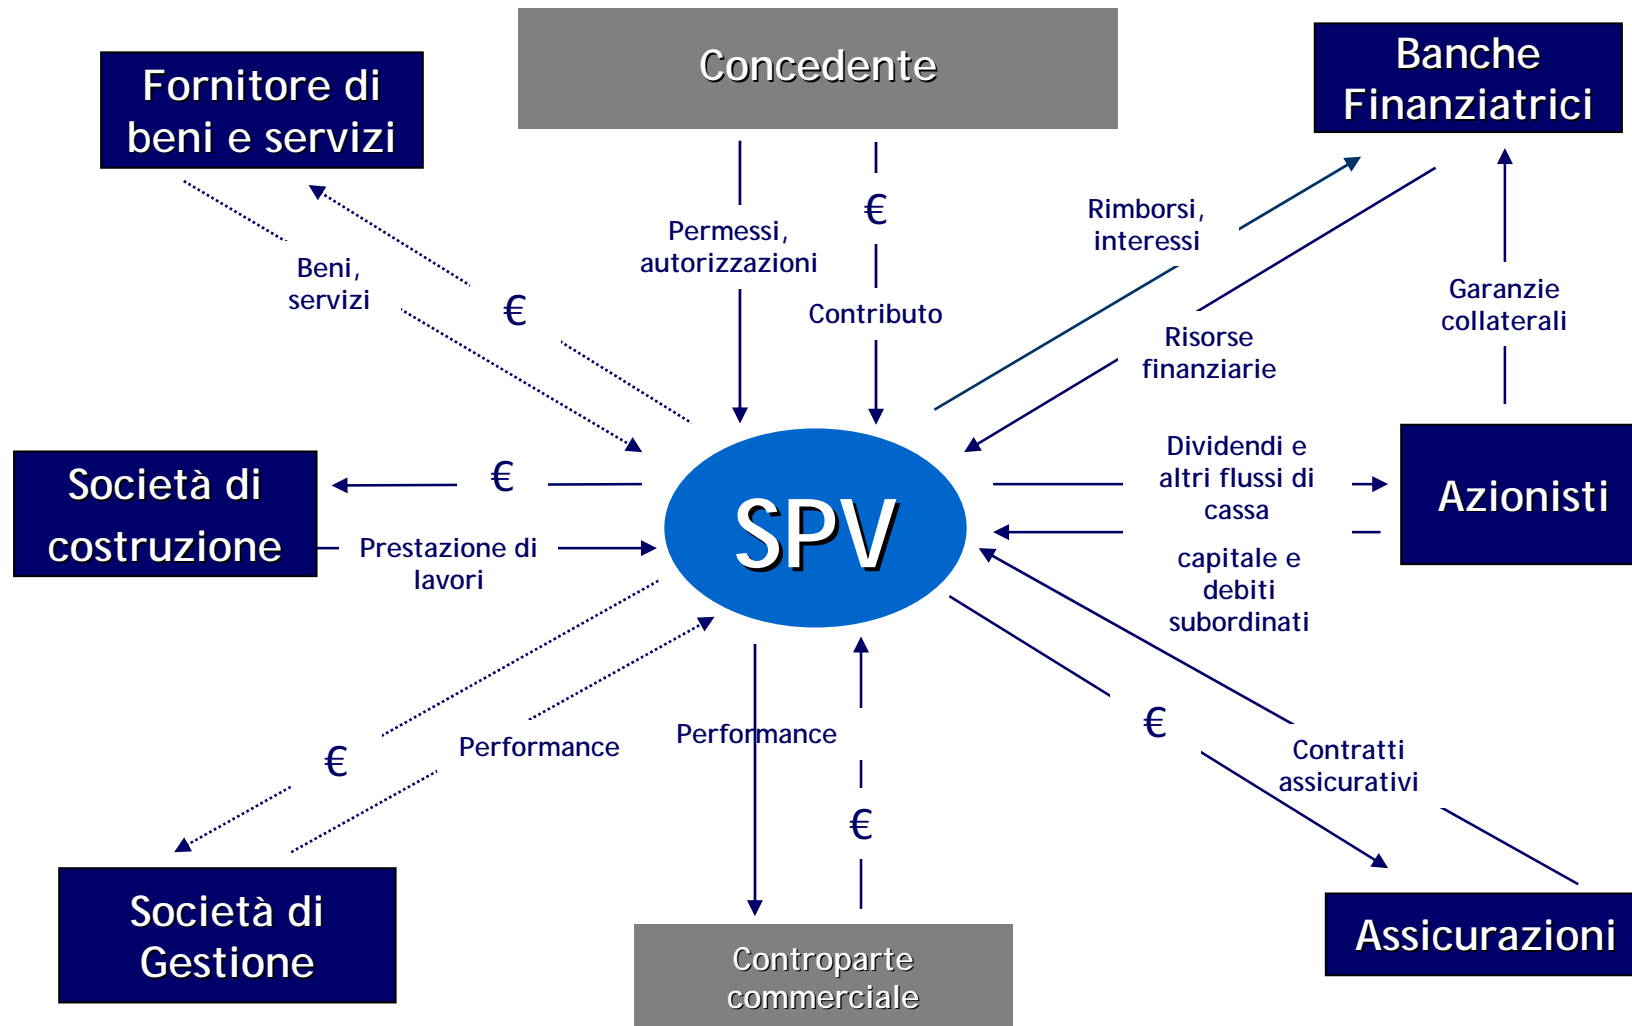 Concedente
Banche
Finanziatrici
Fornitore di
beni e servizi
€
Rimborsi,
interessi
Permessi,
autorizzazioni
Beni,
servizi
€
Contributo
Garanzie
collaterali
Risorse
finanziarie
Società di
costruzione
€
Prestazione di
lavori
SPV
Dividendi e
altri flussi di
cassa
capitale e
debiti
subordinati
Azionisti
€
Performance
Performance
€
€
Contratti
assicurativi
Società di
Gestione
Controparte
commerciale
Assicurazioni